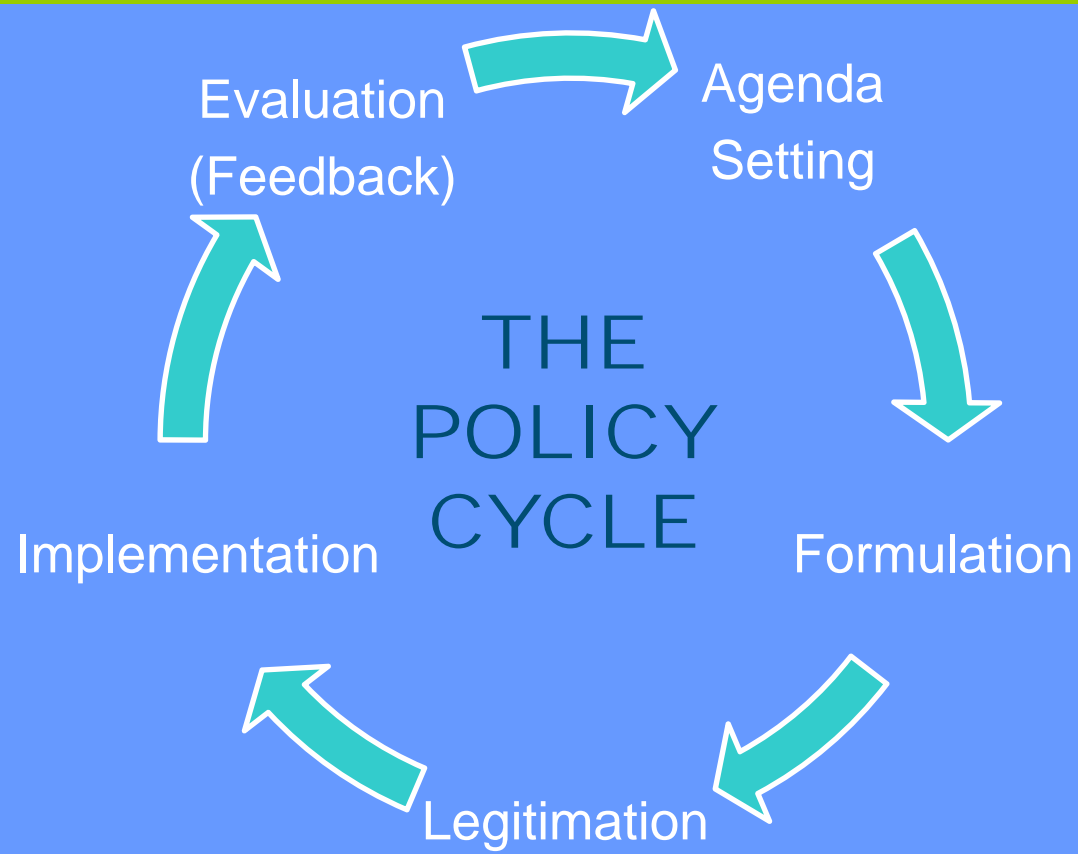 Evaluation
(Feedback)
Agenda
Setting
THE
POLICY
CYCLE
Implementation
Formulation
Legitimation